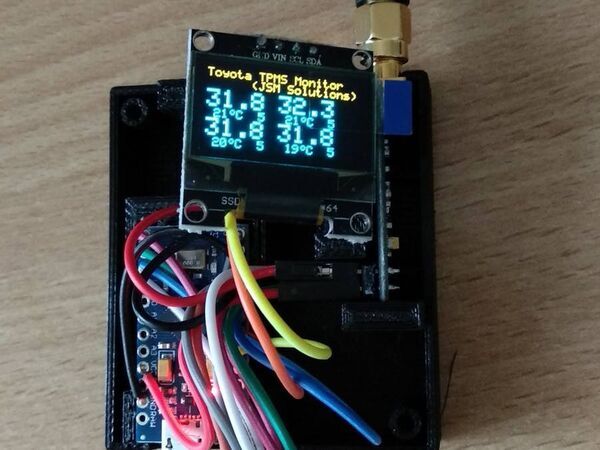 GND VIN SCL SDA
Toyota TPMS Monitor
(JSM Solutions)
31.8 32.3
21°C 5 21°C 5
31.8 31.8
20°C 5 19°C 5
SSD
*64